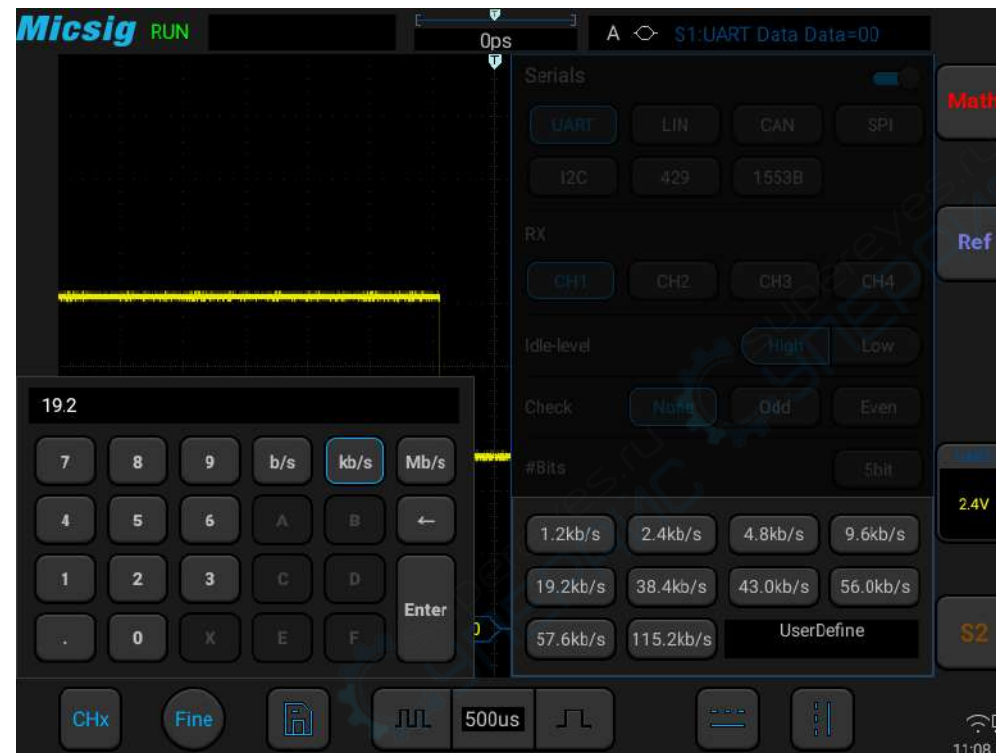 Micsig RUN
0ps
A S1:UART Data Data=00
T
T
Serials
UART LIN CAN SPI
I2C 429 1553B
RX
CH1 CH2 CH3 CH4
Idle-level High Low
Check None Odd Even
#Bits 5bit
Math
Ref
2.4V
S2
19.2
7 8 9 b/s kb/s Mb/s
4 5 6 A B ←
1 2 3 C D Enter
. 0 X E F
1.2kb/s 2.4kb/s 4.8kb/s 9.6kb/s
19.2kb/s 38.4kb/s 43.0kb/s 56.0kb/s
57.6kb/s 115.2kb/s UserDefine
CHx Fine 500us
11:08